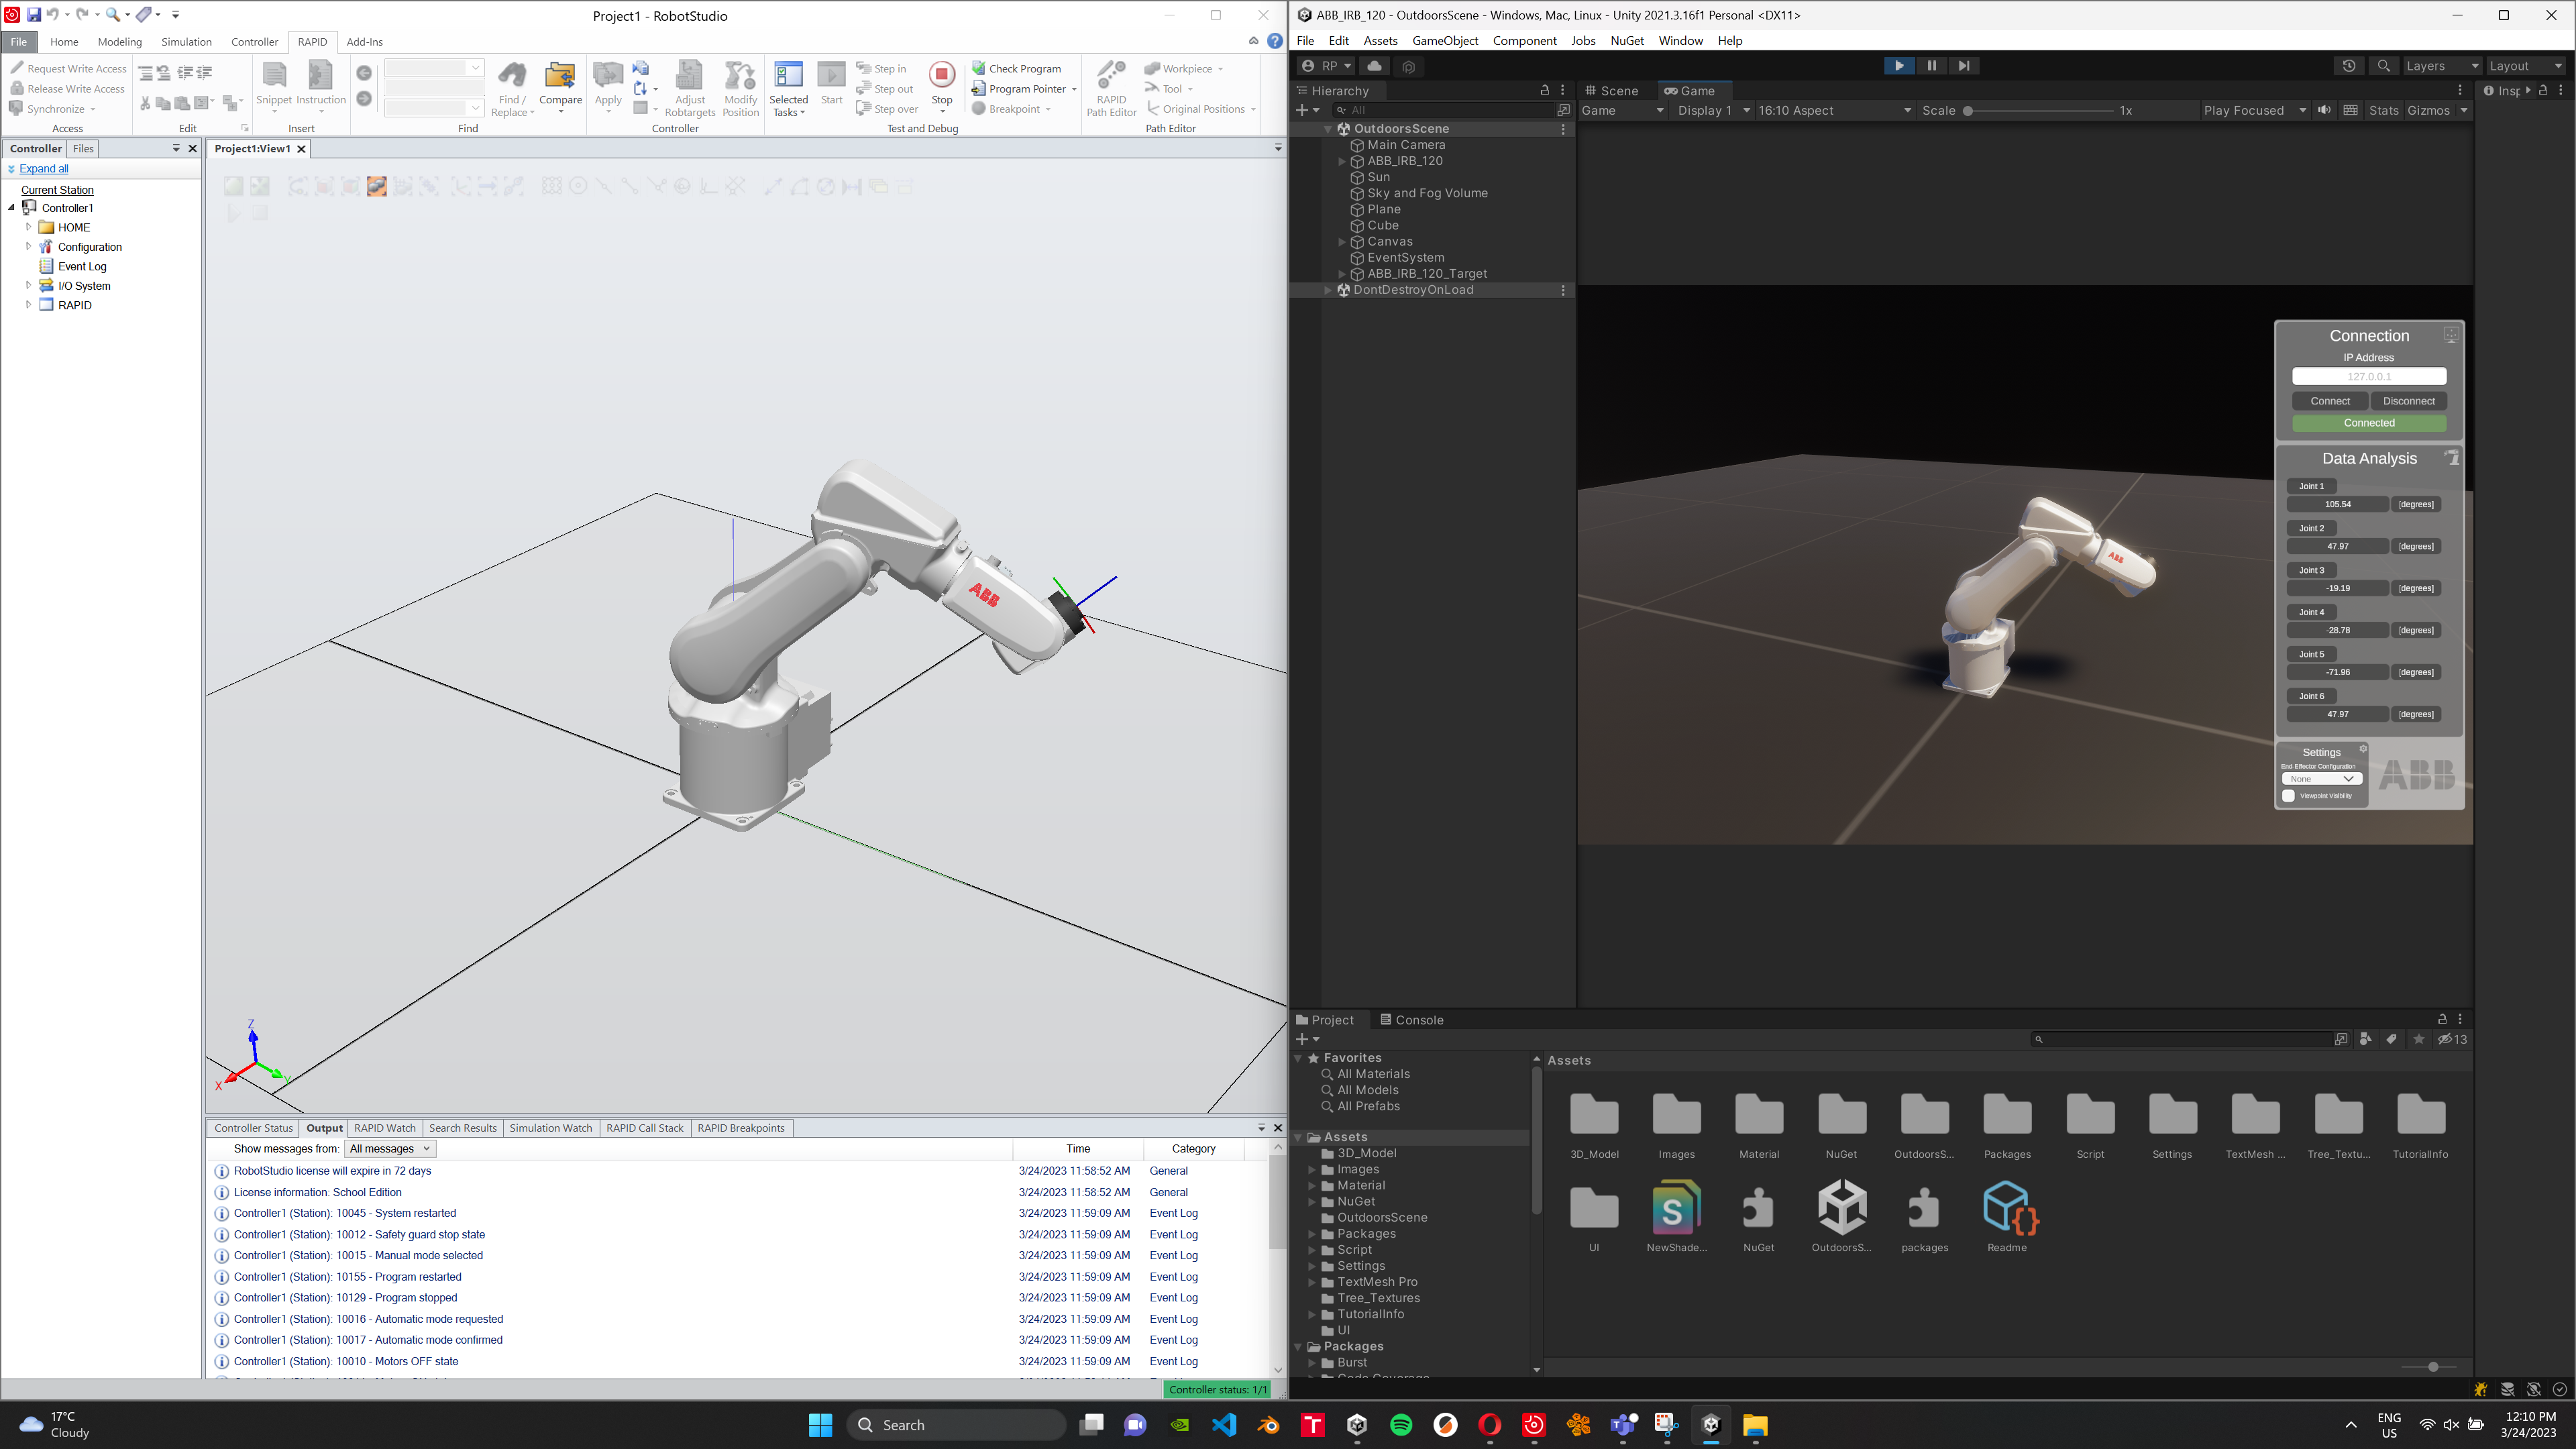 Project1 - RobotStudio
File
Home
Modeling
Simulation
Controller
RAPID
Add-Ins
Request Write Access
Release Write Access
Synchronize
Access
Edit
Snippet
Instruction
Insert
Find /
Replace
Compare
Find
Apply
Adjust
Robtargets
Modify
Position
Controller
Selected
Tasks
Start
Step in
Step out
Step over
Stop
Check Program
Program Pointer
Breakpoint
Test and Debug
RAPID
Path Editor
Workpiece
Tool
Original Positions
Path Editor
Controller
Files
Expand all
Current Station
Controller1
HOME
Configuration
Event Log
I/O System
RAPID
Project1:View1
ABB
Z
X
Y
Controller Status
Output
RAPID Watch
Search Results
Simulation Watch
RAPID Call Stack
RAPID Breakpoints
Show messages from: All messages
Time
Category
RobotStudio license will expire in 72 days 3/24/2023 11:58:52 AM General
License information: School Edition 3/24/2023 11:58:52 AM General
Controller1 (Station): 10045 - System restarted 3/24/2023 11:59:09 AM Event Log
Controller1 (Station): 10012 - Safety guard stop state 3/24/2023 11:59:09 AM Event Log
Controller1 (Station): 10015 - Manual mode selected 3/24/2023 11:59:09 AM Event Log
Controller1 (Station): 10155 - Program restarted 3/24/2023 11:59:09 AM Event Log
Controller1 (Station): 10129 - Program stopped 3/24/2023 11:59:09 AM Event Log
Controller1 (Station): 10016 - Automatic mode requested 3/24/2023 11:59:09 AM Event Log
Controller1 (Station): 10017 - Automatic mode confirmed 3/24/2023 11:59:09 AM Event Log
Controller1 (Station): 10010 - Motors OFF state 3/24/2023 11:59:09 AM Event Log
Controller status: 1/1
ABB_IRB_120 - OutdoorsScene - Windows, Mac, Linux - Unity 2021.3.16f1 Personal <DX11>
File Edit Assets GameObject Component Jobs NuGet Window Help
RP
Layers
Layout
Hierarchy
All
OutdoorsScene
Main Camera
ABB_IRB_120
Sun
Sky and Fog Volume
Plane
Cube
Canvas
EventSystem
ABB_IRB_120_Target
DontDestroyOnLoad
Scene
Game
Insp
Game
Display 1
16:10 Aspect
Scale
1x
Play Focused
Stats
Gizmos
ABB
Connection
IP Address
127.0.0.1
Connect
Disconnect
Connected
Data Analysis
Joint 1
105.54 [degrees]
Joint 2
47.97 [degrees]
Joint 3
-19.19 [degrees]
Joint 4
-28.78 [degrees]
Joint 5
-71.96 [degrees]
Joint 6
47.97 [degrees]
Settings
End-Effector Configuration
None
Viewpoint Visibility
ABB
Project
Console
13
Favorites
All Materials
All Models
All Prefabs
Assets
3D_Model
Images
Material
NuGet
OutdoorsScene
Packages
Script
Settings
TextMesh Pro
Tree_Textures
TutorialInfo
UI
Packages
Burst
Assets
3D_Model
Images
Material
NuGet
OutdoorsS...
Packages
Script
Settings
TextMesh ...
Tree_Textu...
TutorialInfo
UI
NewShade...
NuGet
OutdoorsS...
packages
Readme
17°C
Cloudy
Search
ENG
US
12:10 PM
3/24/2023